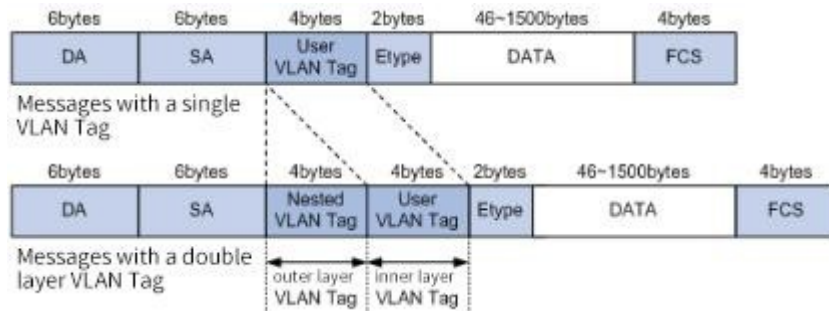 6bytes 6bytes 4bytes 2bytes 46~1500bytes 4bytes
DA SA User VLAN Tag Etype DATA FCS
Messages with a single
VLAN Tag
6bytes 6bytes 4bytes 4bytes 2bytes 46~1500bytes 4bytes
DA SA Nested VLAN Tag User VLAN Tag Etype DATA FCS
Messages with a double
layer VLAN Tag
outer layer inner layer
VLAN Tag VLAN Tag